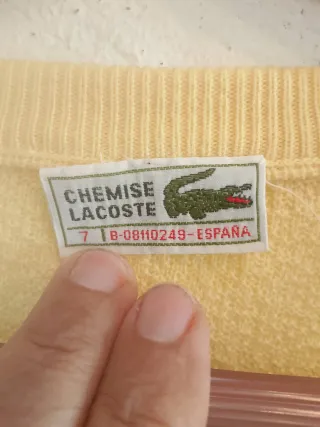 CHEMISE
LACOSTE
7 B-08110249-ESPAÑA